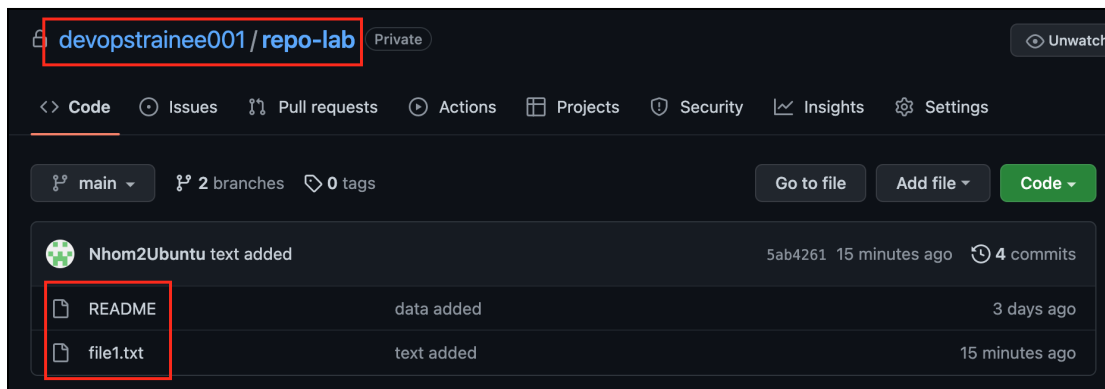 devopstrainee001 / repo-lab Private Unwatch
<> Code Issues Pull requests Actions Projects Security Insights Settings
main 2 branches 0 tags Go to file Add file Code
Nhom2Ubuntu text added 5ab4261 15 minutes ago 4 commits
README data added 3 days ago
file1.txt text added 15 minutes ago